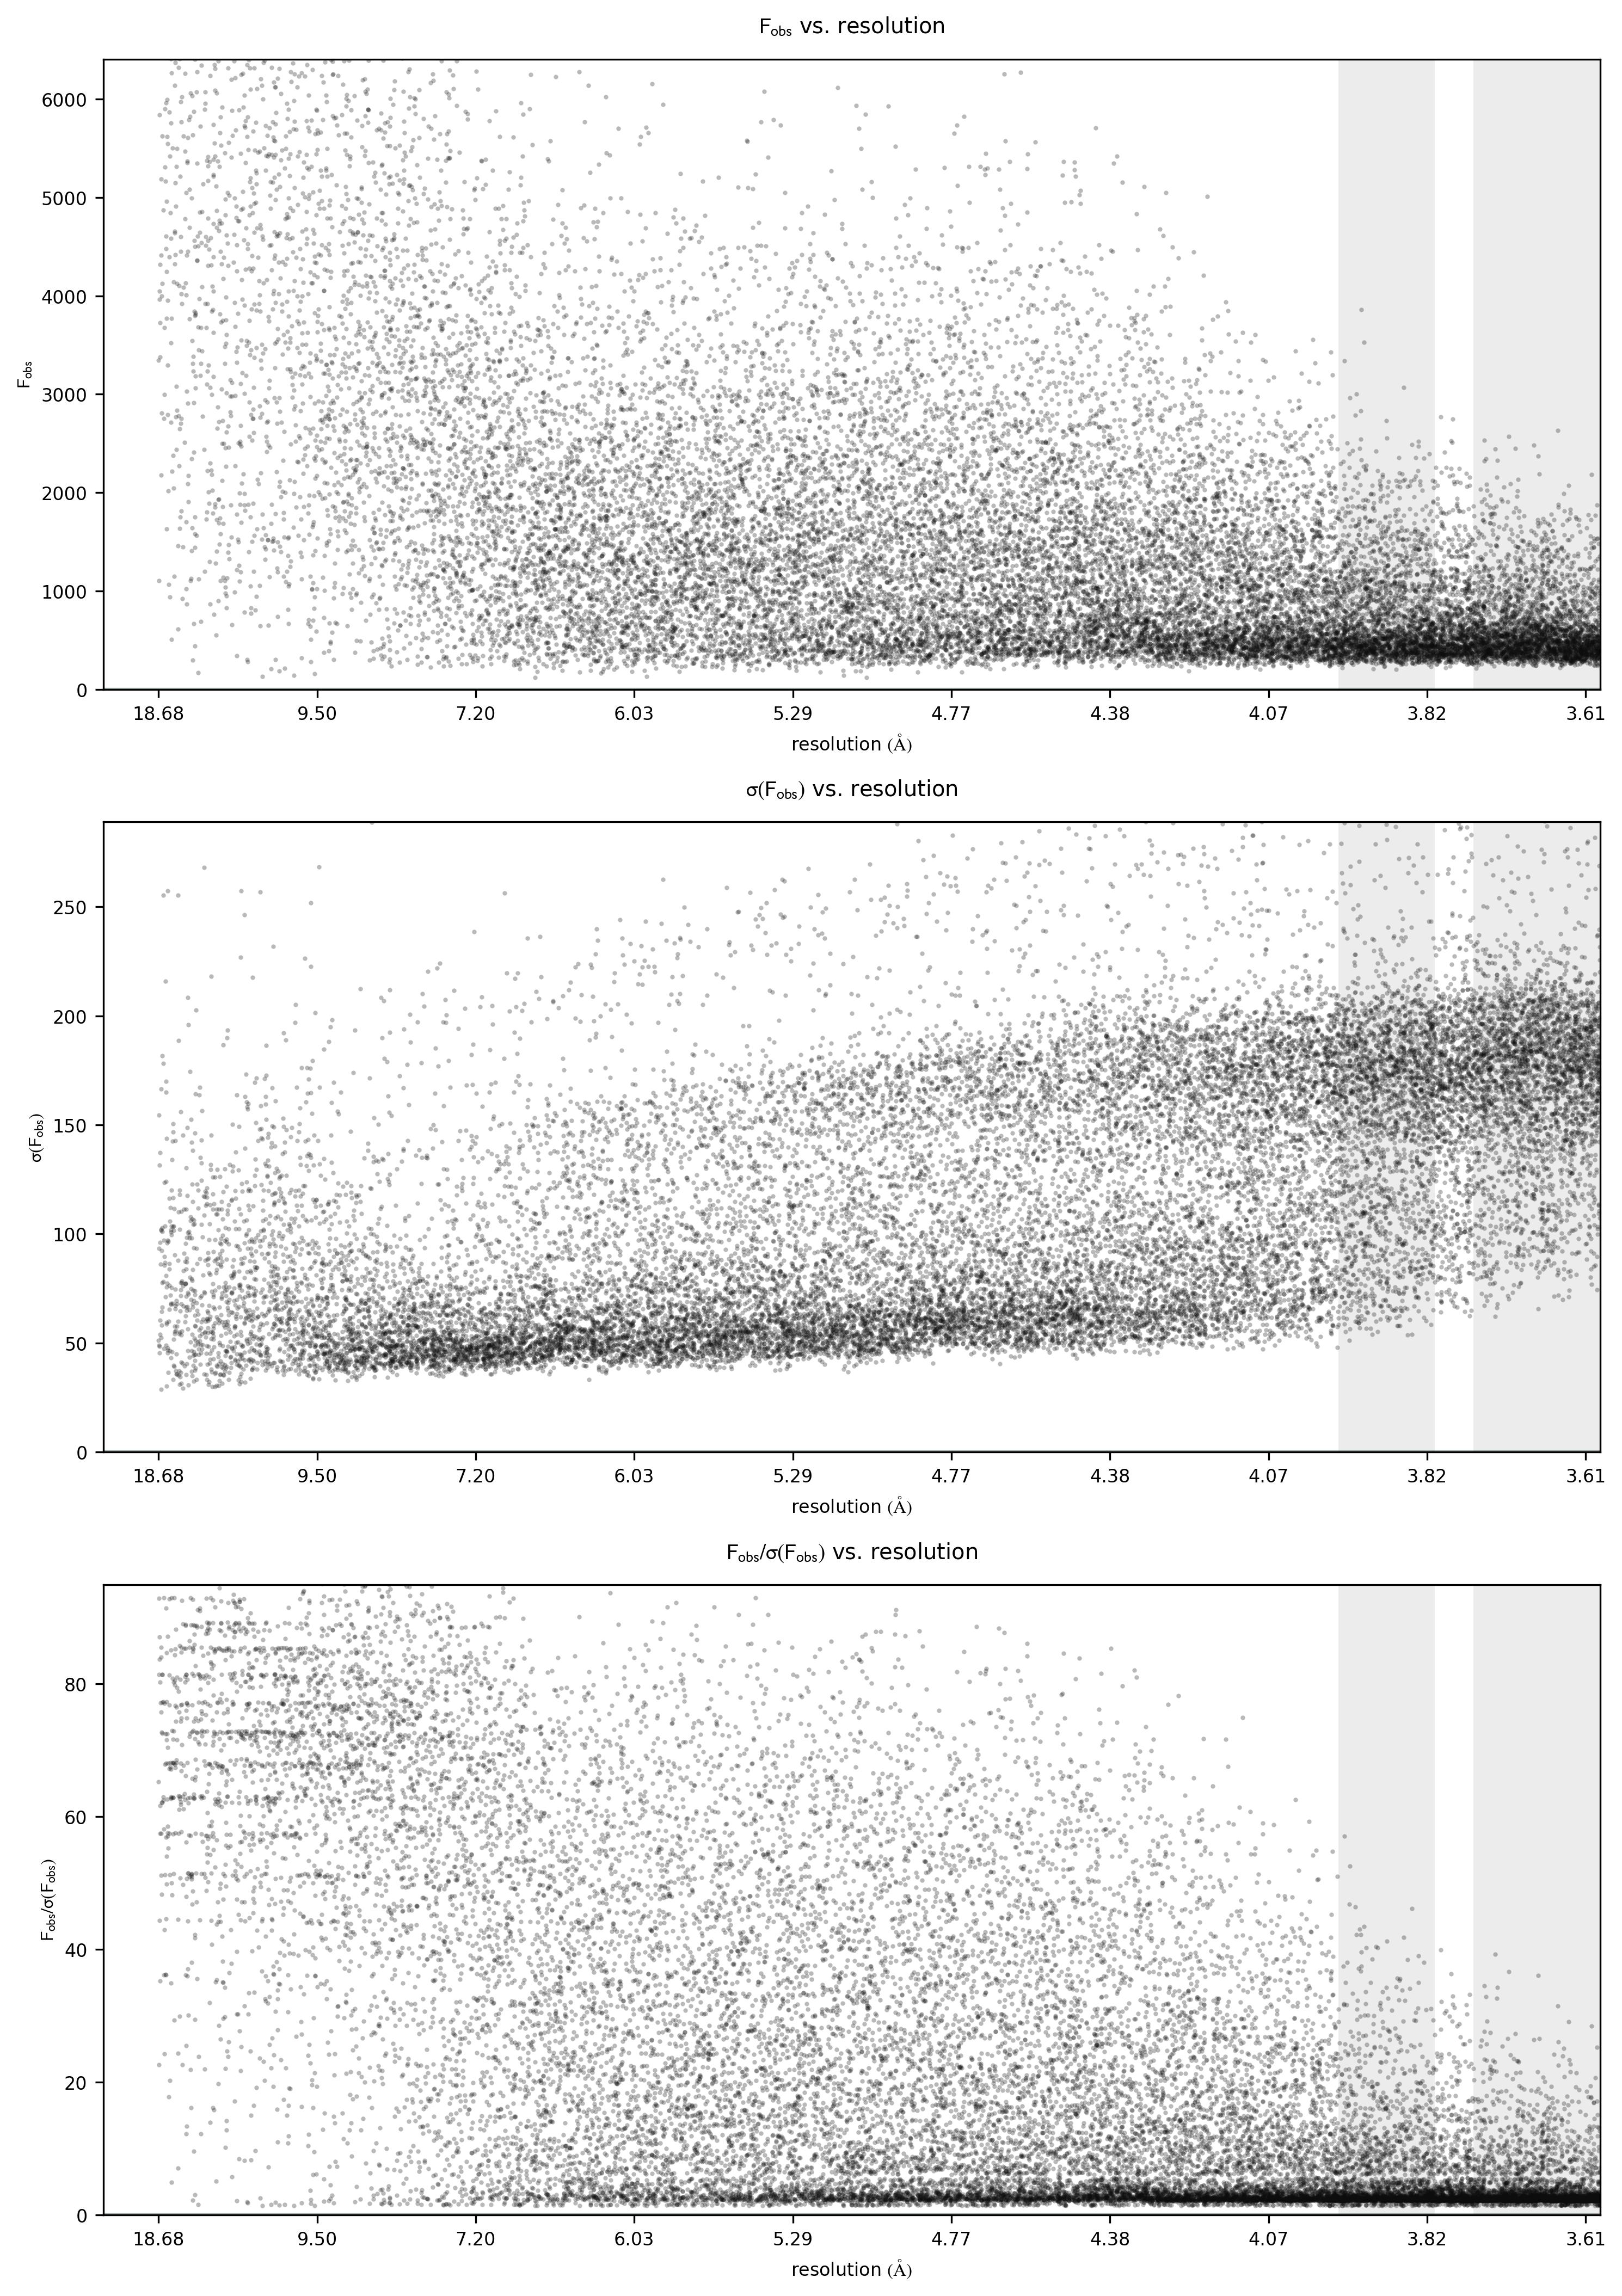 Fobs vs. resolution
6000
5000
4000
3000
2000
1000
0
Fobs
18.68 9.50 7.20 6.03 5.29 4.77 4.38 4.07 3.82 3.61
resolution (Å)
σ(Fobs) vs. resolution
250
200
150
100
50
0
σ(Fobs)
18.68 9.50 7.20 6.03 5.29 4.77 4.38 4.07 3.82 3.61
resolution (Å)
Fobs/σ(Fobs) vs. resolution
80
60
40
20
0
Fobs/σ(Fobs)
18.68 9.50 7.20 6.03 5.29 4.77 4.38 4.07 3.82 3.61
resolution (Å)